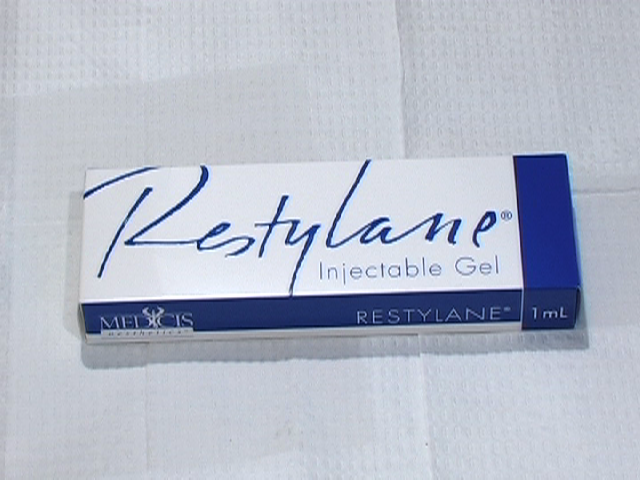 Restylane®
Injectable Gel
MEDICIS
aesthetics
RESTYLANE®
1mL